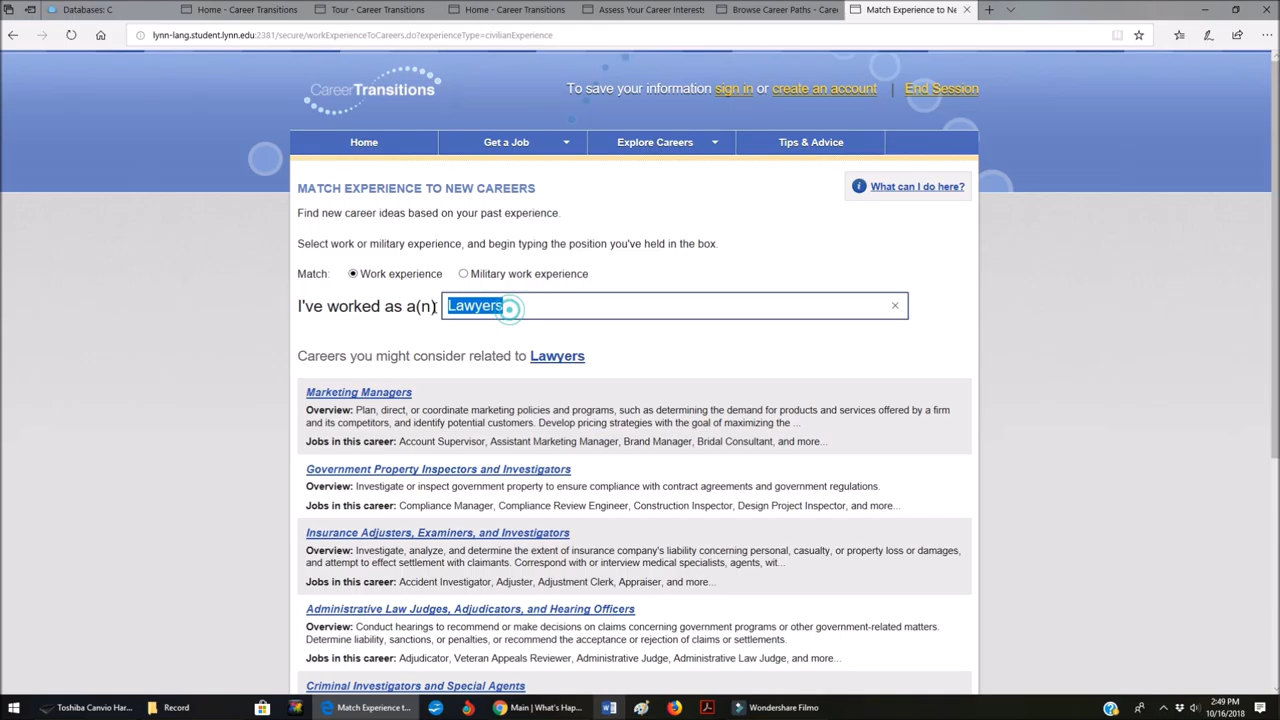 Databases: C
Home - Career Transitions
Tour - Career Transitions
Home - Career Transitions
Assess Your Career Interests
Browse Career Paths - Care
Match Experience to Ne
lynn-lang.student.lynn.edu:2381/secure/workExperienceToCareers.do?experienceType=civilianExperience
CareerTransitions
To save your information sign in or create an account | End Session
Home
Get a Job
Explore Careers
Tips & Advice
MATCH EXPERIENCE TO NEW CAREERS
What can I do here?
Find new career ideas based on your past experience.
Select work or military experience, and begin typing the position you've held in the box.
Match: Work experience Military work experience
I've worked as a(n): Lawyers
Careers you might consider related to Lawyers
Marketing Managers
Overview: Plan, direct, or coordinate marketing policies and programs, such as determining the demand for products and services offered by a firm
and its competitors, and identify potential customers. Develop pricing strategies with the goal of maximizing the ...
Jobs in this career: Account Supervisor, Assistant Marketing Manager, Brand Manager, Bridal Consultant, and more...
Government Property Inspectors and Investigators
Overview: Investigate or inspect government property to ensure compliance with contract agreements and government regulations.
Jobs in this career: Compliance Manager, Compliance Review Engineer, Construction Inspector, Design Project Inspector, and more...
Insurance Adjusters, Examiners, and Investigators
Overview: Investigate, analyze, and determine the extent of insurance company's liability concerning personal, casualty, or property loss or damages,
and attempt to effect settlement with claimants. Correspond with or interview medical specialists, agents, wit...
Jobs in this career: Accident Investigator, Adjuster, Adjustment Clerk, Appraiser, and more...
Administrative Law Judges, Adjudicators, and Hearing Officers
Overview: Conduct hearings to recommend or make decisions on claims concerning government programs or other government-related matters.
Determine liability, sanctions, or penalties, or recommend the acceptance or rejection of claims or settlements.
Jobs in this career: Adjudicator, Veteran Appeals Reviewer, Administrative Judge, Administrative Law Judge, and more...
Criminal Investigators and Special Agents
Toshiba Canvio Har...
Record
Match Experience t...
Main | What's Hap...
Wondershare Filmo
2:49 PM
10/16/2018